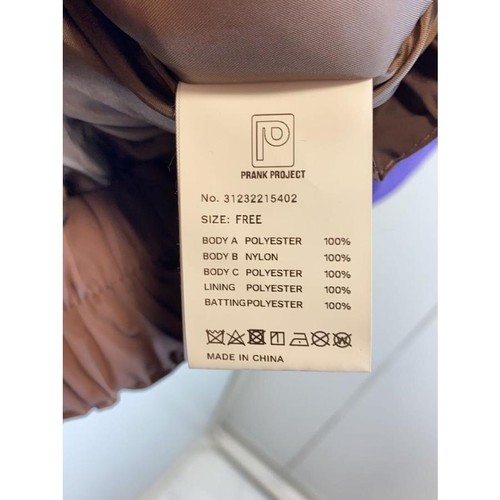 P
PRANK PROJECT
No. 31232215402
SIZE: FREE
BODY A POLYESTER 100%
BODY B NYLON 100%
BODY C POLYESTER 100%
LINING POLYESTER 100%
BATTING POLYESTER 100%
MADE IN CHINA